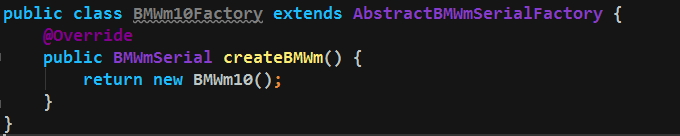 public class BMWm10Factory extends AbstractBMWmSerialFactory {
@Override
public BMWmSerial createBMWm() {
return new BMWm10();
}
}